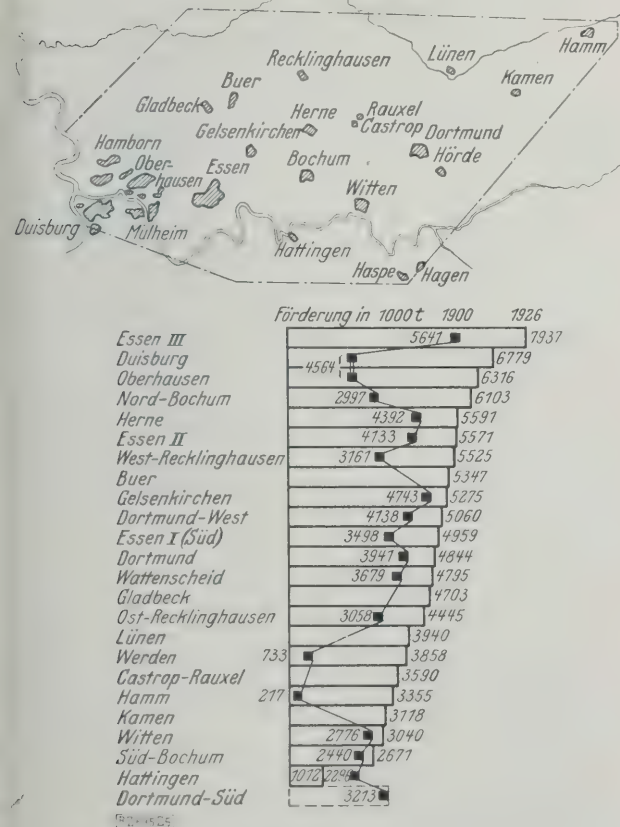 Hamm
Lünen
Recklinghausen
Kamen
Buer
Gladbeck
Rauxel
Herne
Castrop
Dortmund
Gelsenkirchen
Hamborn
Ober-
hausen
Essen
Bochum
Hörde
Witten
Duisburg
Mülheim
Hattingen
Haspe
Hagen
Förderung in 1000 t 1900 1926
Essen III 5641 7937
Duisburg 6779
4564
Oberhausen 6316
Nord-Bochum 2997 6103
Herne 4392 5591
Essen II 4133 5571
West-Recklinghausen 3161 5525
Buer 5347
Gelsenkirchen 4743 5275
Dortmund-West 4138 5060
Essen I (Süd) 3498 4959
Dortmund 3941 4844
Wattenscheid 3679 4795
Gladbeck 4703
Ost-Recklinghausen 3058 4445
Lünen 3940
Werden 733 3858
Castrop-Rauxel 3590
Hamm 217 3355
Kamen 3118
Witten 2776 3040
Süd-Bochum 2440 2671
Hattingen 1012
Dortmund-Süd 3213